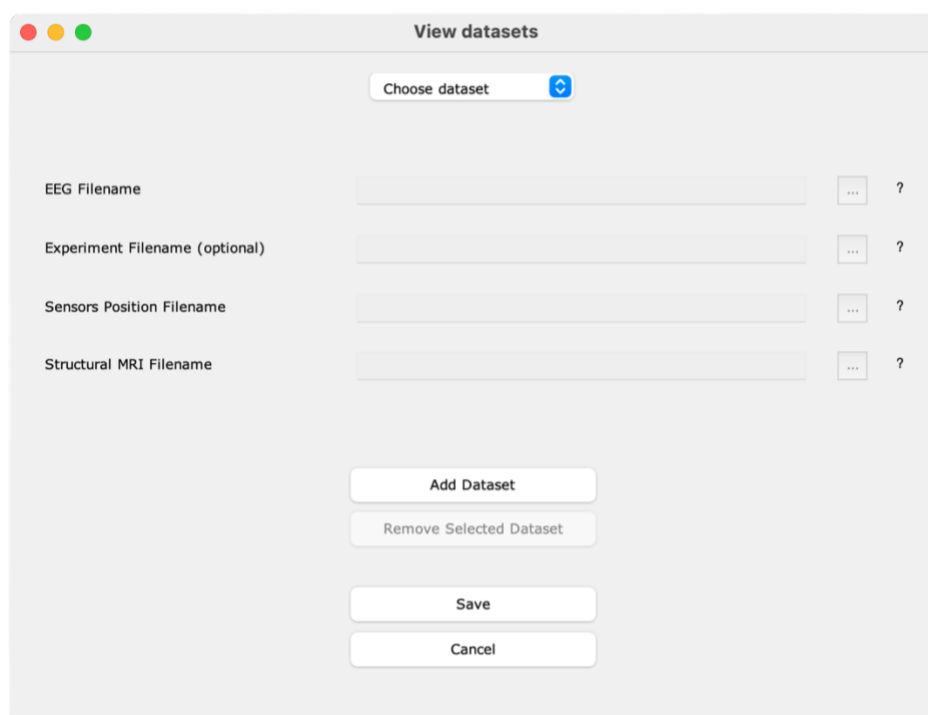 View datasets
Choose dataset
EEG Filename ... ?
Experiment Filename (optional) ... ?
Sensors Position Filename ... ?
Structural MRI Filename ... ?
Add Dataset
Remove Selected Dataset
Save
Cancel